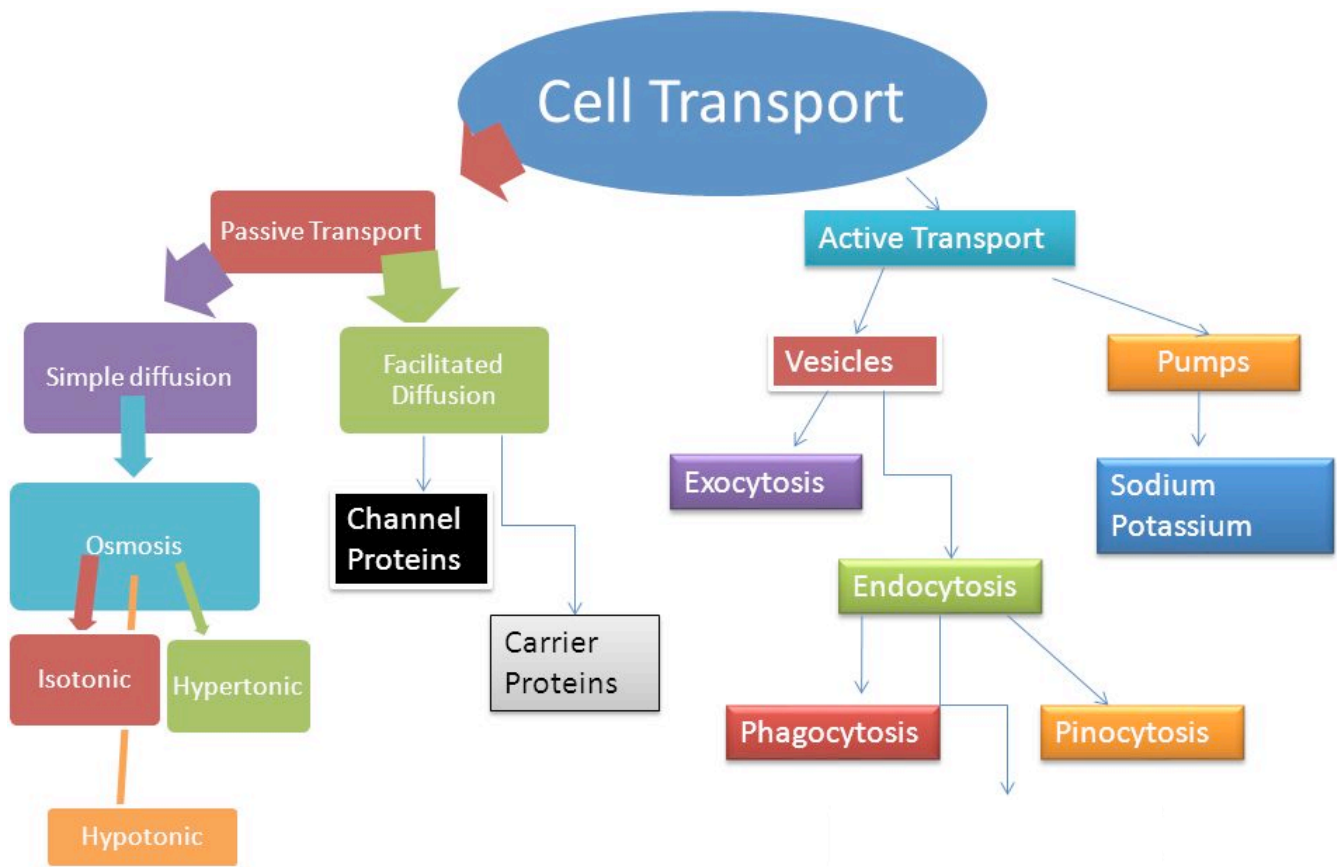 Cell Transport
Passive Transport
Active Transport
Simple diffusion
Facilitated
Diffusion
Vesicles
Pumps
Exocytosis
Sodium
Potassium
Channel
Proteins
Osmosis
Endocytosis
Carrier
Proteins
Isotonic
Hypertonic
Phagocytosis
Pinocytosis
Hypotonic